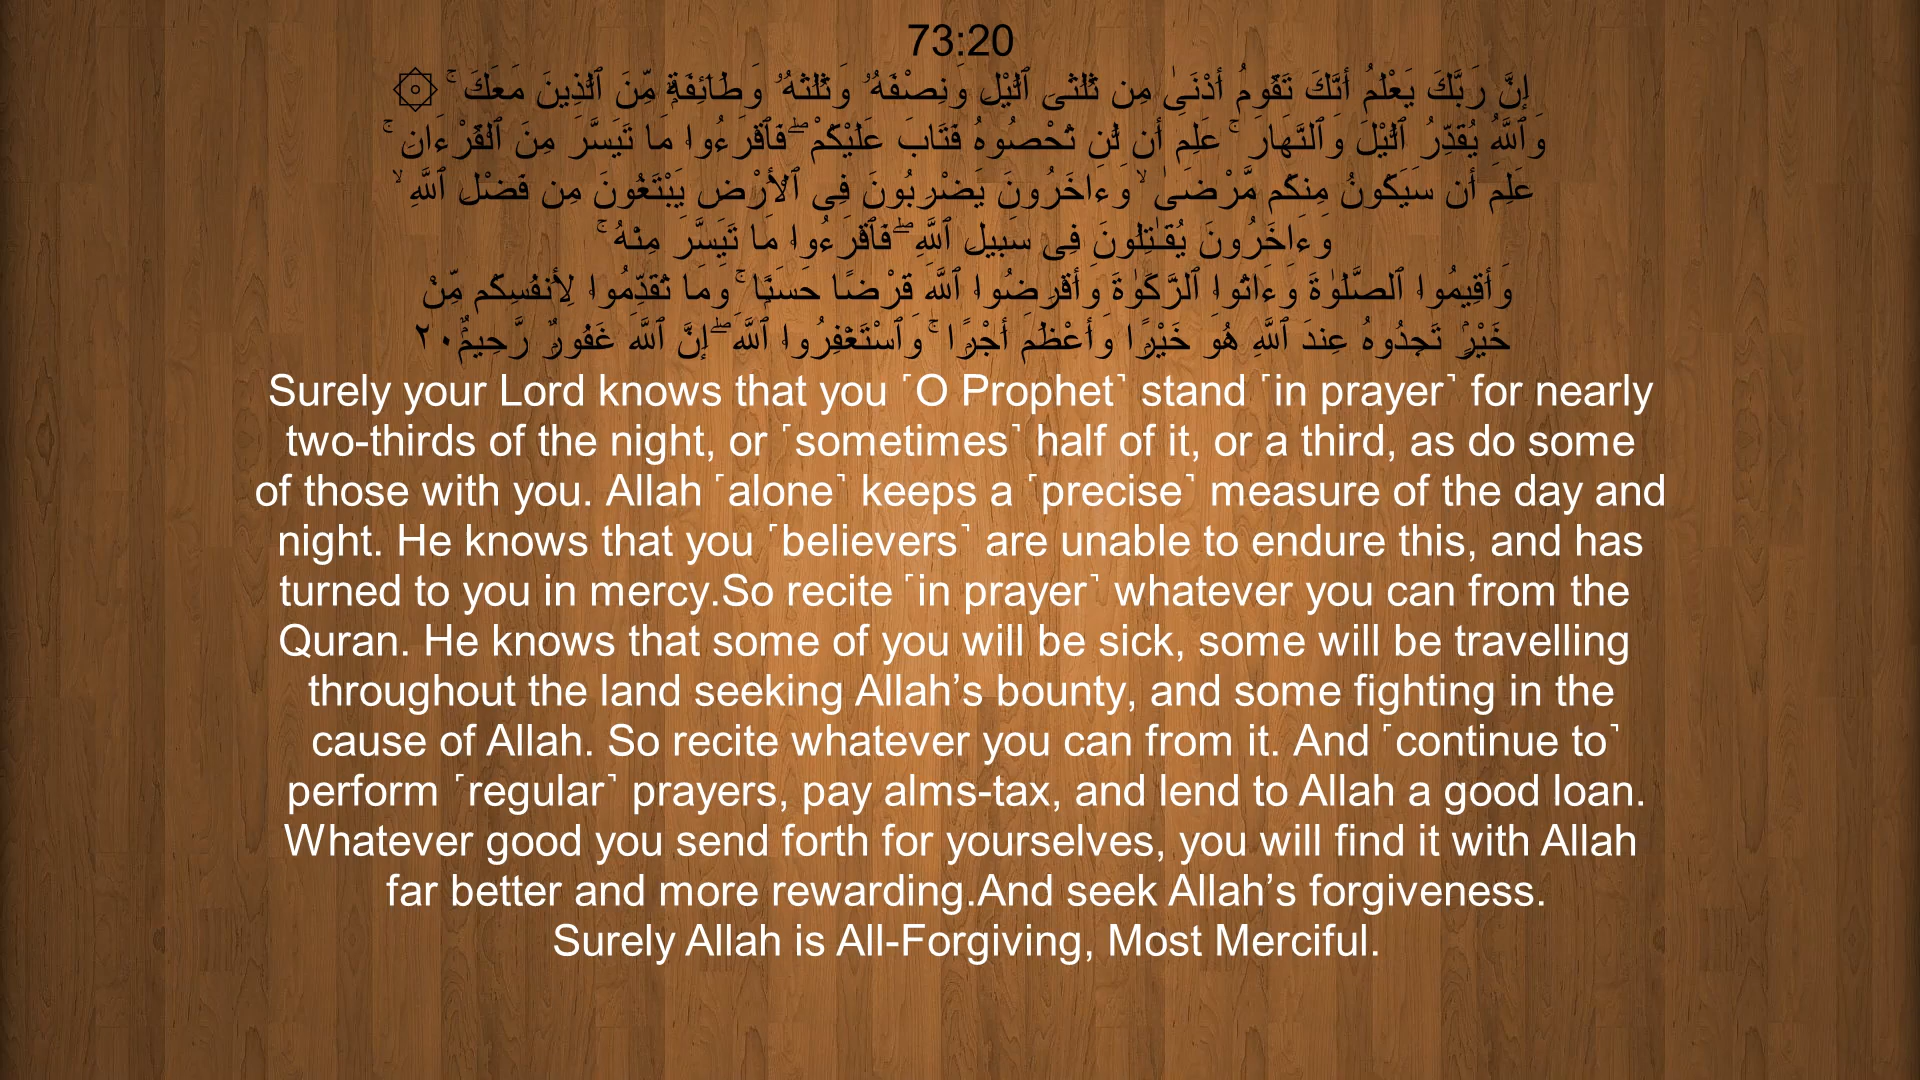 73:20
۞ إِنَّ رَبَّكَ يَعْلَمُ أَنَّكَ تَقُومُ أَدْنَىٰ مِن ثُلُثَىِ ٱلَّيْلِ وَنِصْفَهُۥ وَثُلُثَهُۥ وَطَآئِفَةٌۭ مِّنَ ٱلَّذِينَ مَعَكَ ۚ
وَٱللَّهُ يُقَدِّرُ ٱلَّيْلَ وَٱلنَّهَارَ ۚ عَلِمَ أَن لَّن تُحْصُوهُ فَتَابَ عَلَيْكُمْ ۖ فَٱقْرَءُوا۟ مَا تَيَسَّرَ مِنَ ٱلْقُرْءَانِ ۚ
عَلِمَ أَن سَيَكُونُ مِنكُم مَّرْضَىٰ ۙ وَءَاخَرُونَ يَضْرِبُونَ فِى ٱلْأَرْضِ يَبْتَغُونَ مِن فَضْلِ ٱللَّهِ ۙ
وَءَاخَرُونَ يُقَـٰتِلُونَ فِى سَبِيلِ ٱللَّهِ ۖ فَٱقْرَءُوا۟ مَا تَيَسَّرَ مِنْهُ ۚ
وَأَقِيمُوا۟ ٱلصَّلَوٰةَ وَءَاتُوا۟ ٱلزَّكَوٰةَ وَأَقْرِضُوا۟ ٱللَّهَ قَرْضًا حَسَنًۭا ۚ وَمَا تُقَدِّمُوا۟ لِأَنفُسِكُم مِّنْ
خَيْرٍۢ تَجِدُوهُ عِندَ ٱللَّهِ هُوَ خَيْرًۭا وَأَعْظَمَ أَجْرًۭا ۚ وَٱسْتَغْفِرُوا۟ ٱللَّهَ ۖ إِنَّ ٱللَّهَ غَفُورٌۭ رَّحِيمٌۢ ٢٠
Surely your Lord knows that you ˹O Prophet˺ stand ˹in prayer˺ for nearly
two-thirds of the night, or ˹sometimes˺ half of it, or a third, as do some
of those with you. Allah ˹alone˺ keeps a ˹precise˺ measure of the day and
night. He knows that you ˹believers˺ are unable to endure this, and has
turned to you in mercy.So recite ˹in prayer˺ whatever you can from the
Quran. He knows that some of you will be sick, some will be travelling
throughout the land seeking Allah’s bounty, and some fighting in the
cause of Allah. So recite whatever you can from it. And ˹continue to˺
perform ˹regular˺ prayers, pay alms-tax, and lend to Allah a good loan.
Whatever good you send forth for yourselves, you will find it with Allah
far better and more rewarding.And seek Allah’s forgiveness.
Surely Allah is All-Forgiving, Most Merciful.